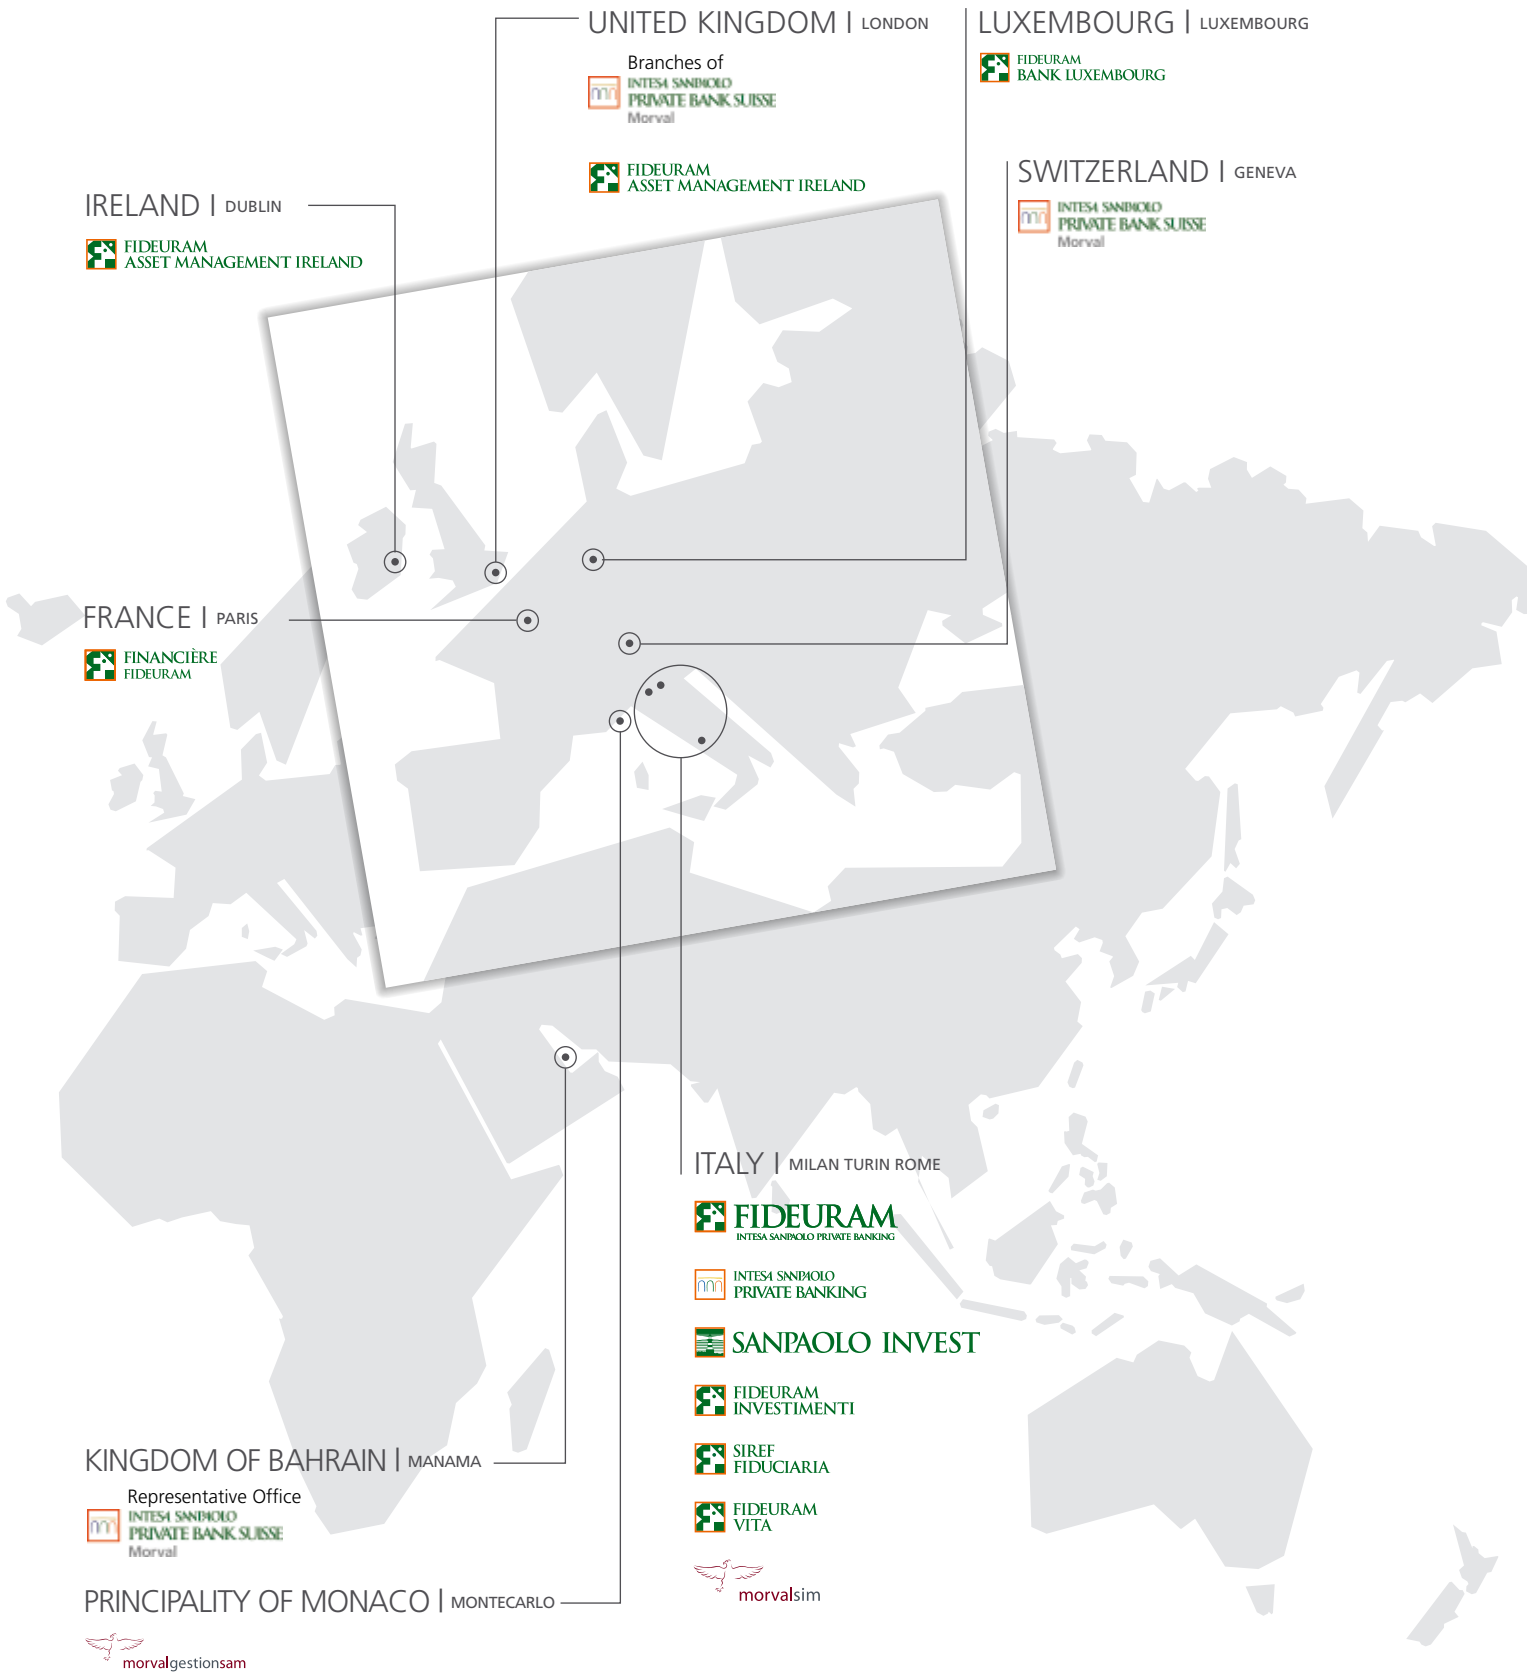 UNITED KINGDOM | LONDON
Branches of
INTESA SANPAOLO
PRIVATE BANK SUISSE
Morval
FIDEURAM
ASSET MANAGEMENT IRELAND
LUXEMBOURG | LUXEMBOURG
FIDEURAM
BANK LUXEMBOURG
SWITZERLAND | GENEVA
INTESA SANPAOLO
PRIVATE BANK SUISSE
Morval
IRELAND | DUBLIN
FIDEURAM
ASSET MANAGEMENT IRELAND
FRANCE | PARIS
FINANCIÈRE
FIDEURAM
ITALY | MILAN TURIN ROME
FIDEURAM
INTESA SANPAOLO PRIVATE BANKING
INTESA SANPAOLO
PRIVATE BANKING
SANPAOLO INVEST
FIDEURAM
INVESTIMENTI
SIREF
FIDUCIARIA
FIDEURAM
VITA
morvalsim
KINGDOM OF BAHRAIN | MANAMA
Representative Office
INTESA SANPAOLO
PRIVATE BANK SUISSE
Morval
PRINCIPALITY OF MONACO | MONTECARLO
morvalgestionsam